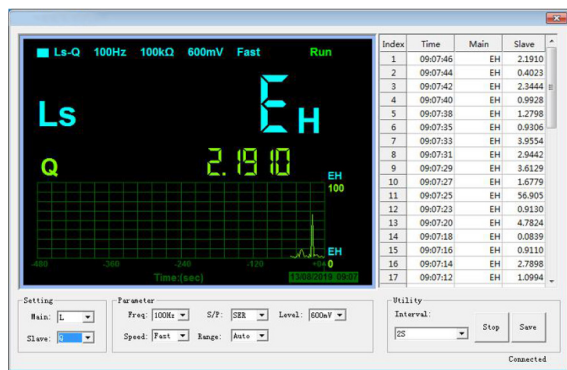 Ls-Q 100Hz 100kΩ 600mV Fast Run
Ls EH
Q 2.1910
EH
100
EH
0
-480 -360 -240 -120 +0
Time:(sec) 13/08/2019 09:07
Index Time Main Slave
1 09:07:46 EH 2.1910
2 09:07:44 EH 0.4023
3 09:07:42 EH 2.3444
4 09:07:40 EH 0.9928
5 09:07:38 EH 1.2798
6 09:07:35 EH 0.9306
7 09:07:33 EH 3.9554
8 09:07:31 EH 2.9442
9 09:07:29 EH 3.6129
10 09:07:27 EH 1.6779
11 09:07:25 EH 56.905
12 09:07:23 EH 0.9130
13 09:07:20 EH 4.7824
14 09:07:18 EH 0.0839
15 09:07:16 EH 0.9110
16 09:07:14 EH 2.7898
17 09:07:12 EH 1.0994
Setting
Main: L
Slave: Q
Parameter
Freq: 100Hz S/P: SER Level: 600mV
Speed: Fast Range: Auto
Utility
Interval:
2S Stop Save
Connected